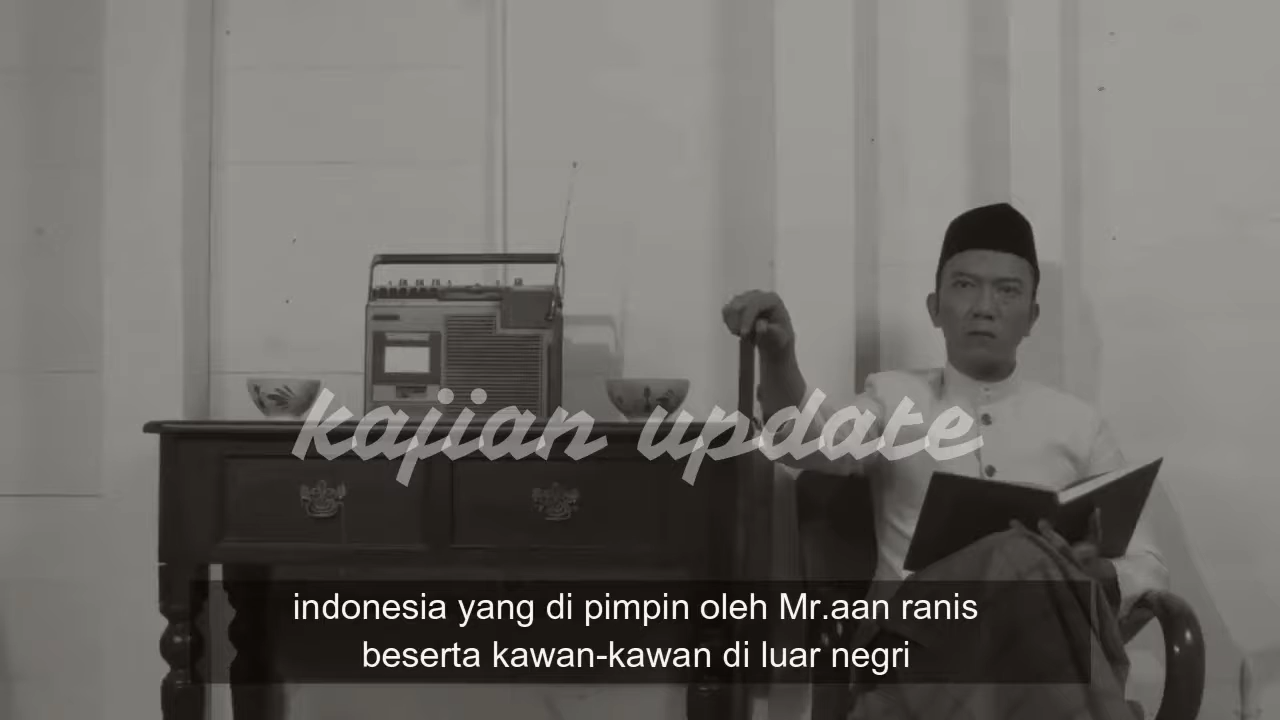 kajian update
indonesia yang di pimpin oleh Mr.aan ranis
beserta kawan-kawan di luar negri